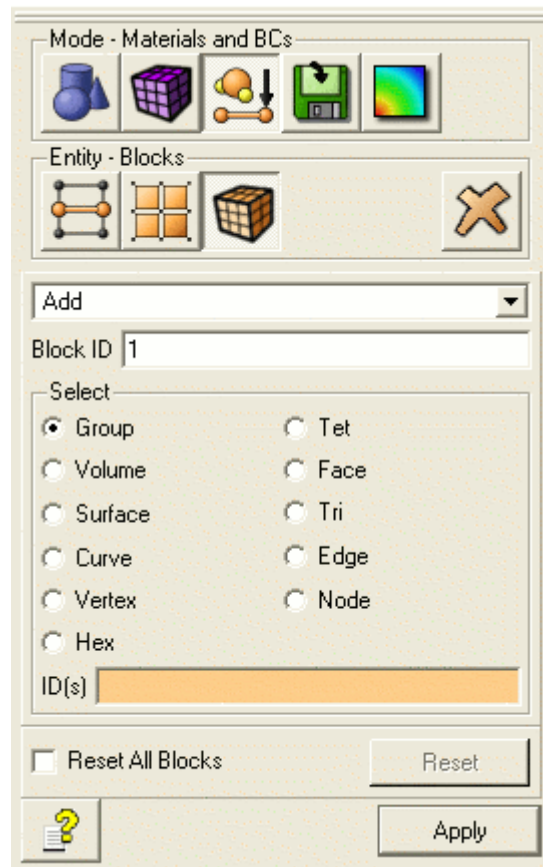 Mode - Materials and BCs
Entity - Blocks
Add
Block ID 1
Select
Group Tet
Volume Face
Surface Tri
Curve Edge
Vertex Node
Hex
ID(s)
Reset All Blocks Reset
?
Apply